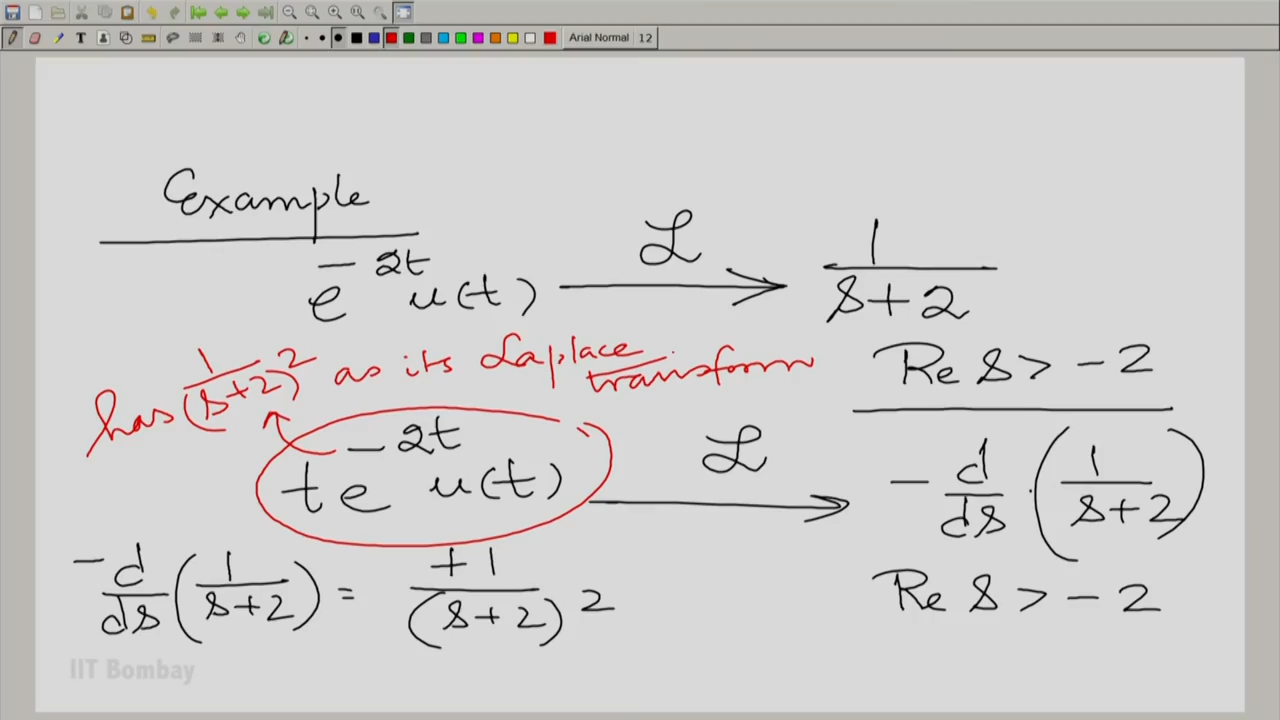 Arial Normal 12
Example
e^{-2t} u(t) ⟶ℒ 1/(s+2)
Re s > -2
has 1/(s+2)^2 as its Laplace transform
t e^{-2t} u(t) ⟶ℒ - d/ds (1/(s+2))
Re s > -2
- d/ds (1/(s+2)) = +1/(s+2)^2
IIT Bombay